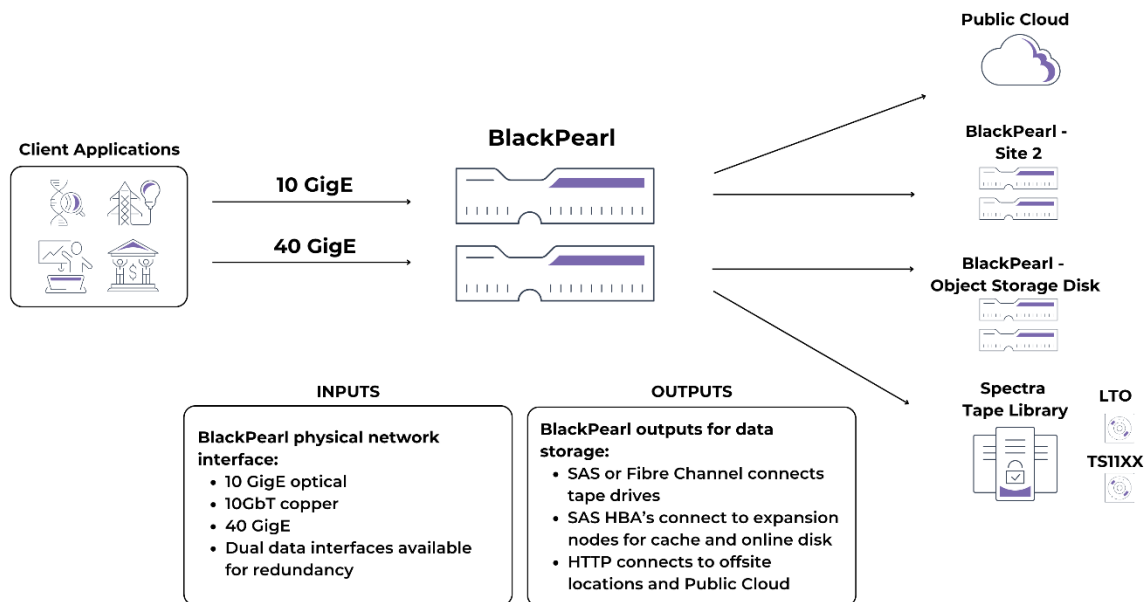 Public Cloud
BlackPearl
BlackPearl -
Site 2
Client Applications
10 GigE
40 GigE
$
BlackPearl -
Object Storage Disk
Spectra
Tape Library
LTO
TS11XX
INPUTS
BlackPearl physical network
interface:
• 10 GigE optical
• 10GbT copper
• 40 GigE
• Dual data interfaces available
for redundancy
OUTPUTS
BlackPearl outputs for data
storage:
• SAS or Fibre Channel connects
tape drives
• SAS HBA's connect to expansion
nodes for cache and online disk
• HTTP connects to offsite
locations and Public Cloud